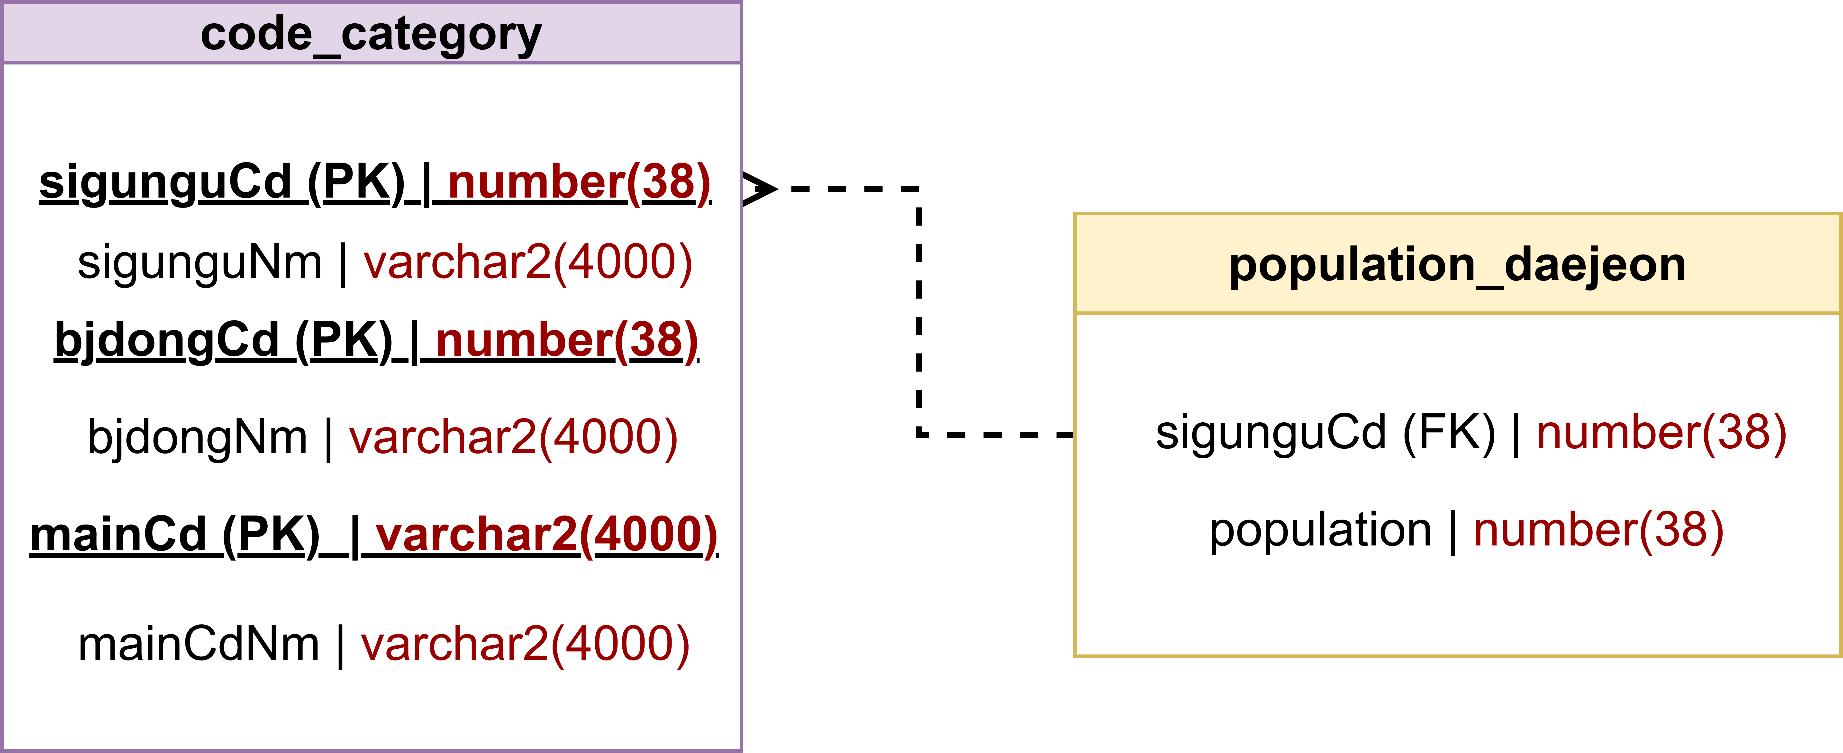 code_category
sigunguCd (PK) | number(38)
sigunguNm | varchar2(4000)
bjdongCd (PK) | number(38)
bjdongNm | varchar2(4000)
mainCd (PK)  | varchar2(4000)
mainCdNm | varchar2(4000)
population_daejeon
sigunguCd (FK) | number(38)
population | number(38)